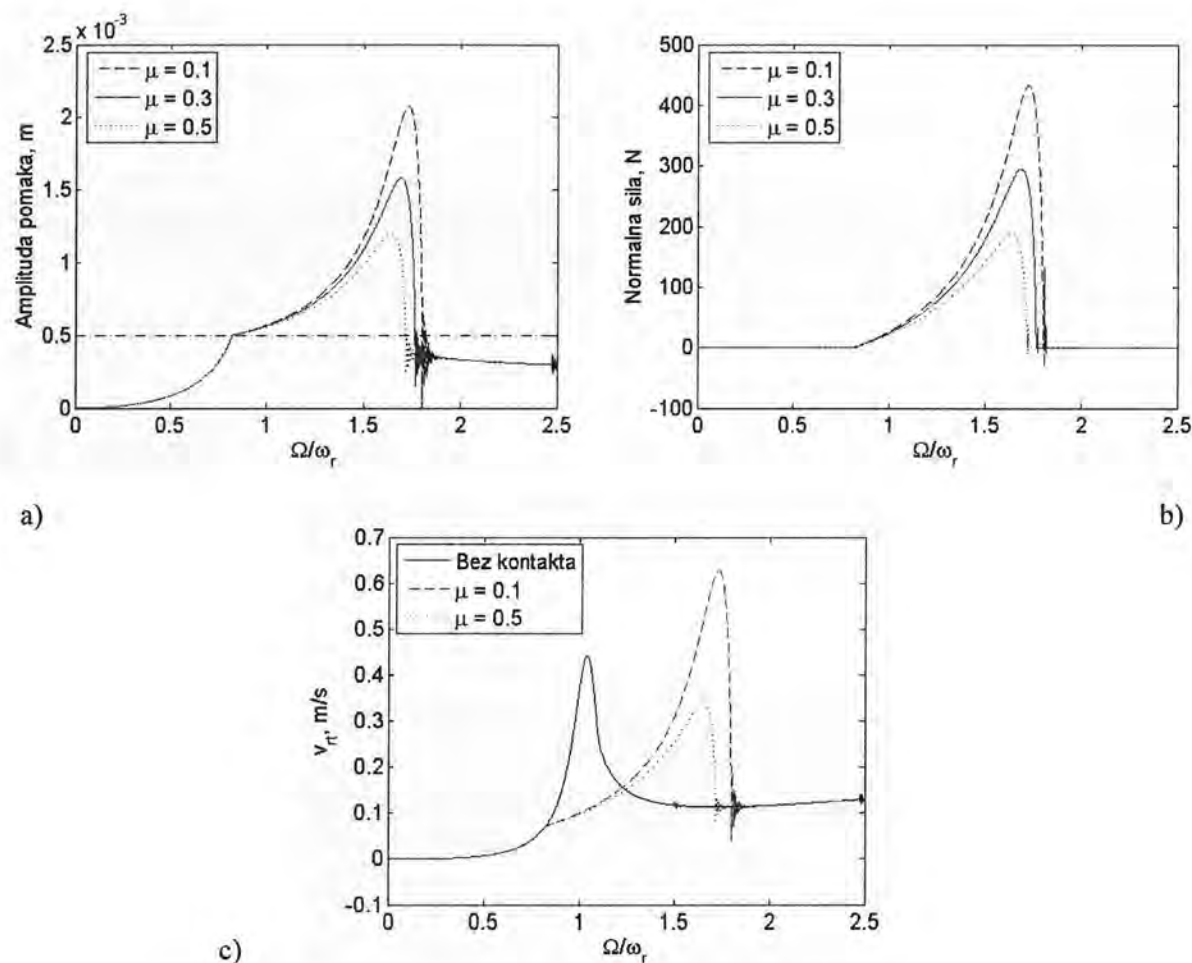 x 10⁻³
2.5
2
1.5
1
0.5
0
Amplituda pomaka, m
μ = 0.1
μ = 0.3
μ = 0.5
0 0.5 1 1.5 2 2.5
Ω/ωr
a)
500
400
300
200
100
0
-100
Normalna sila, N
μ = 0.1
μ = 0.3
μ = 0.5
0 0.5 1 1.5 2 2.5
Ω/ωr
b)
0.7
0.6
0.5
0.4
0.3
0.2
0.1
0
-0.1
vrt, m/s
Bez kontakta
μ = 0.1
μ = 0.5
0 0.5 1 1.5 2 2.5
Ω/ωr
c)